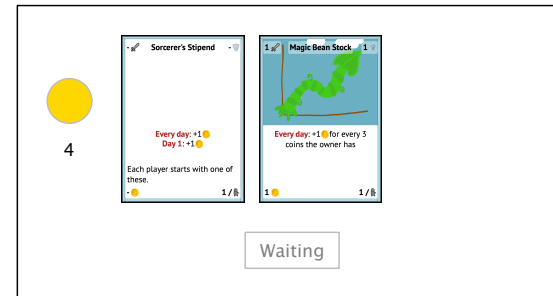 - Sorcerer's Stipend -
Every day: +1
Day 1: +1
Each player starts with one of
these.
- 1 /
1 Magic Bean Stock 1
Every day: +1 for every 3
coins the owner has
1 1 /
4
Waiting